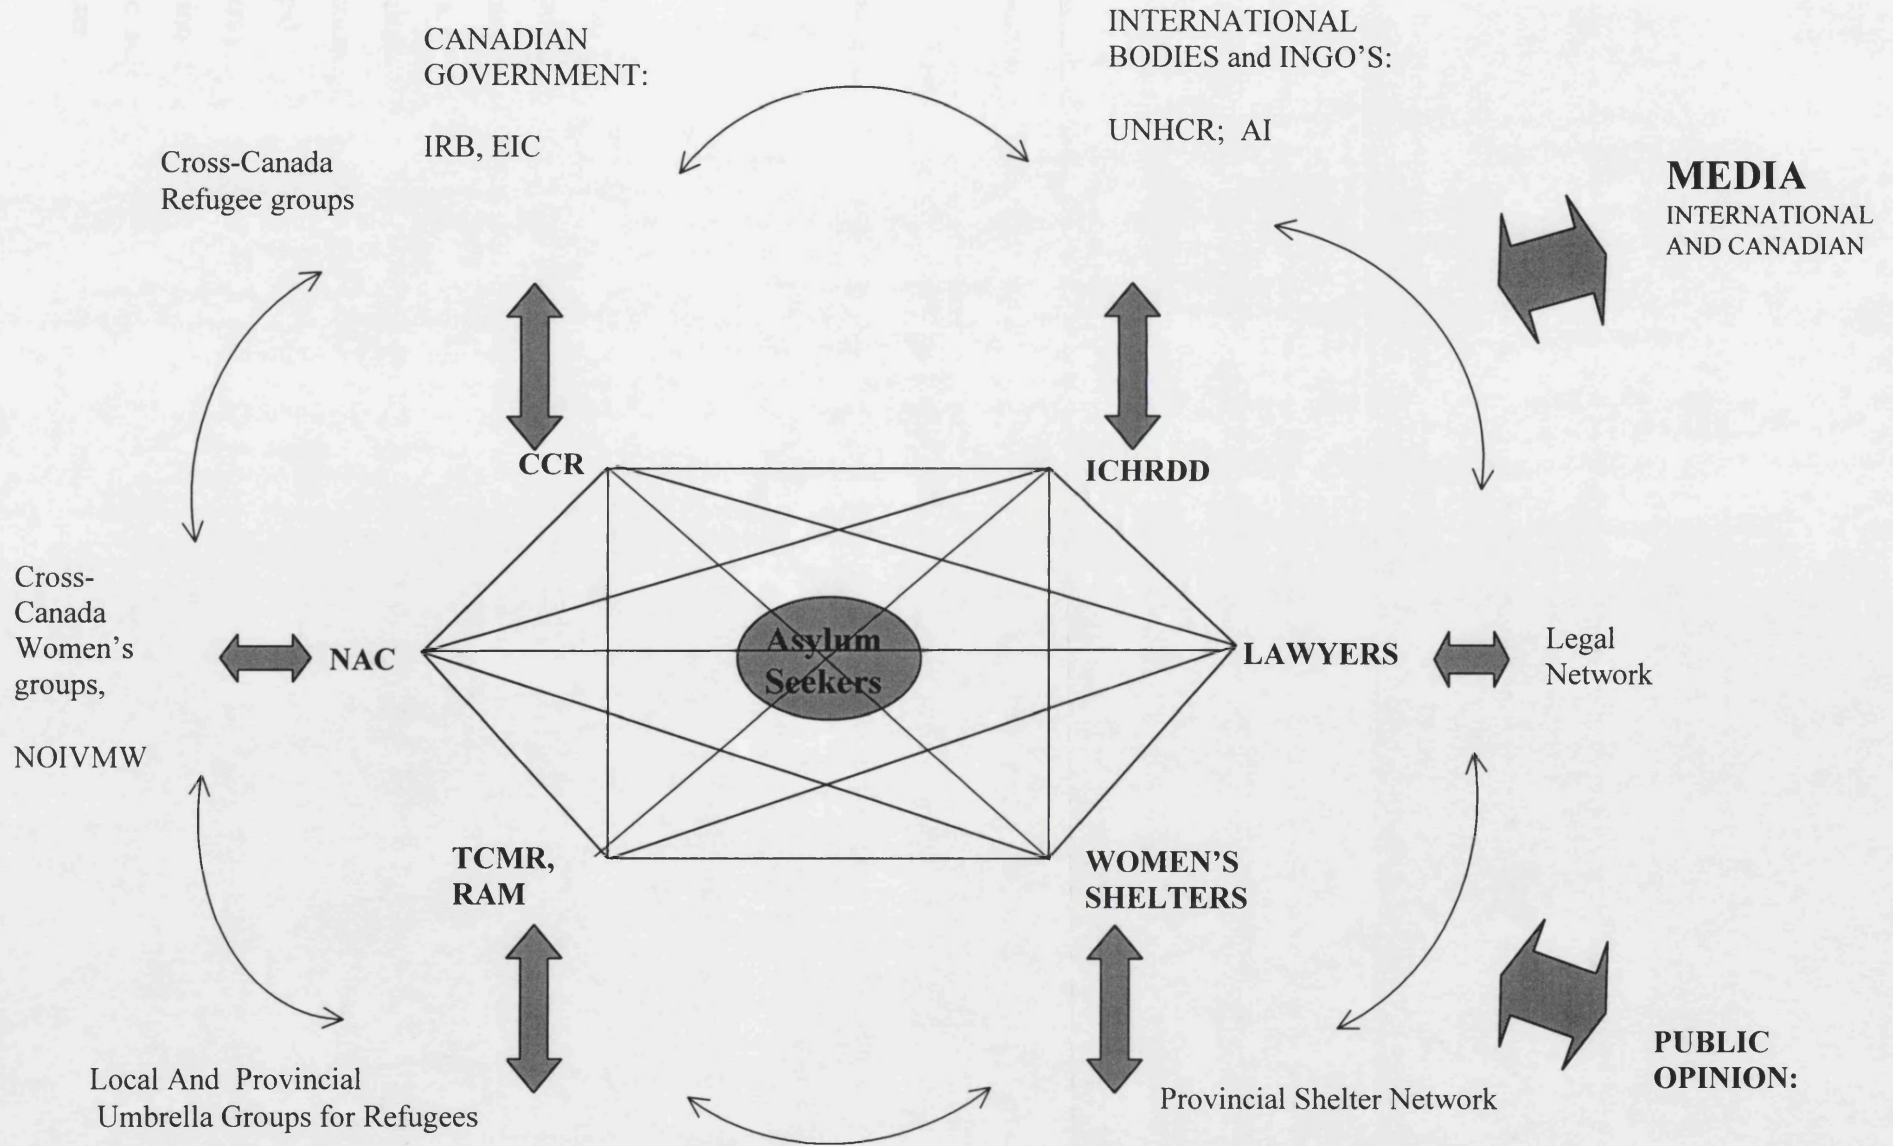 CANADIAN
GOVERNMENT:
IRB, EIC
INTERNATIONAL
BODIES and INGO'S:
UNHCR; AI
Cross-Canada
Refugee groups
MEDIA
INTERNATIONAL
AND CANADIAN
CCR
ICHRDD
Cross-
Canada
Women's
groups,
NOIVMW
NAC
Asylum
Seekers
LAWYERS
Legal
Network
TCMR,
RAM
WOMEN'S
SHELTERS
Local And Provincial
Umbrella Groups for Refugees
Provincial Shelter Network
PUBLIC
OPINION: